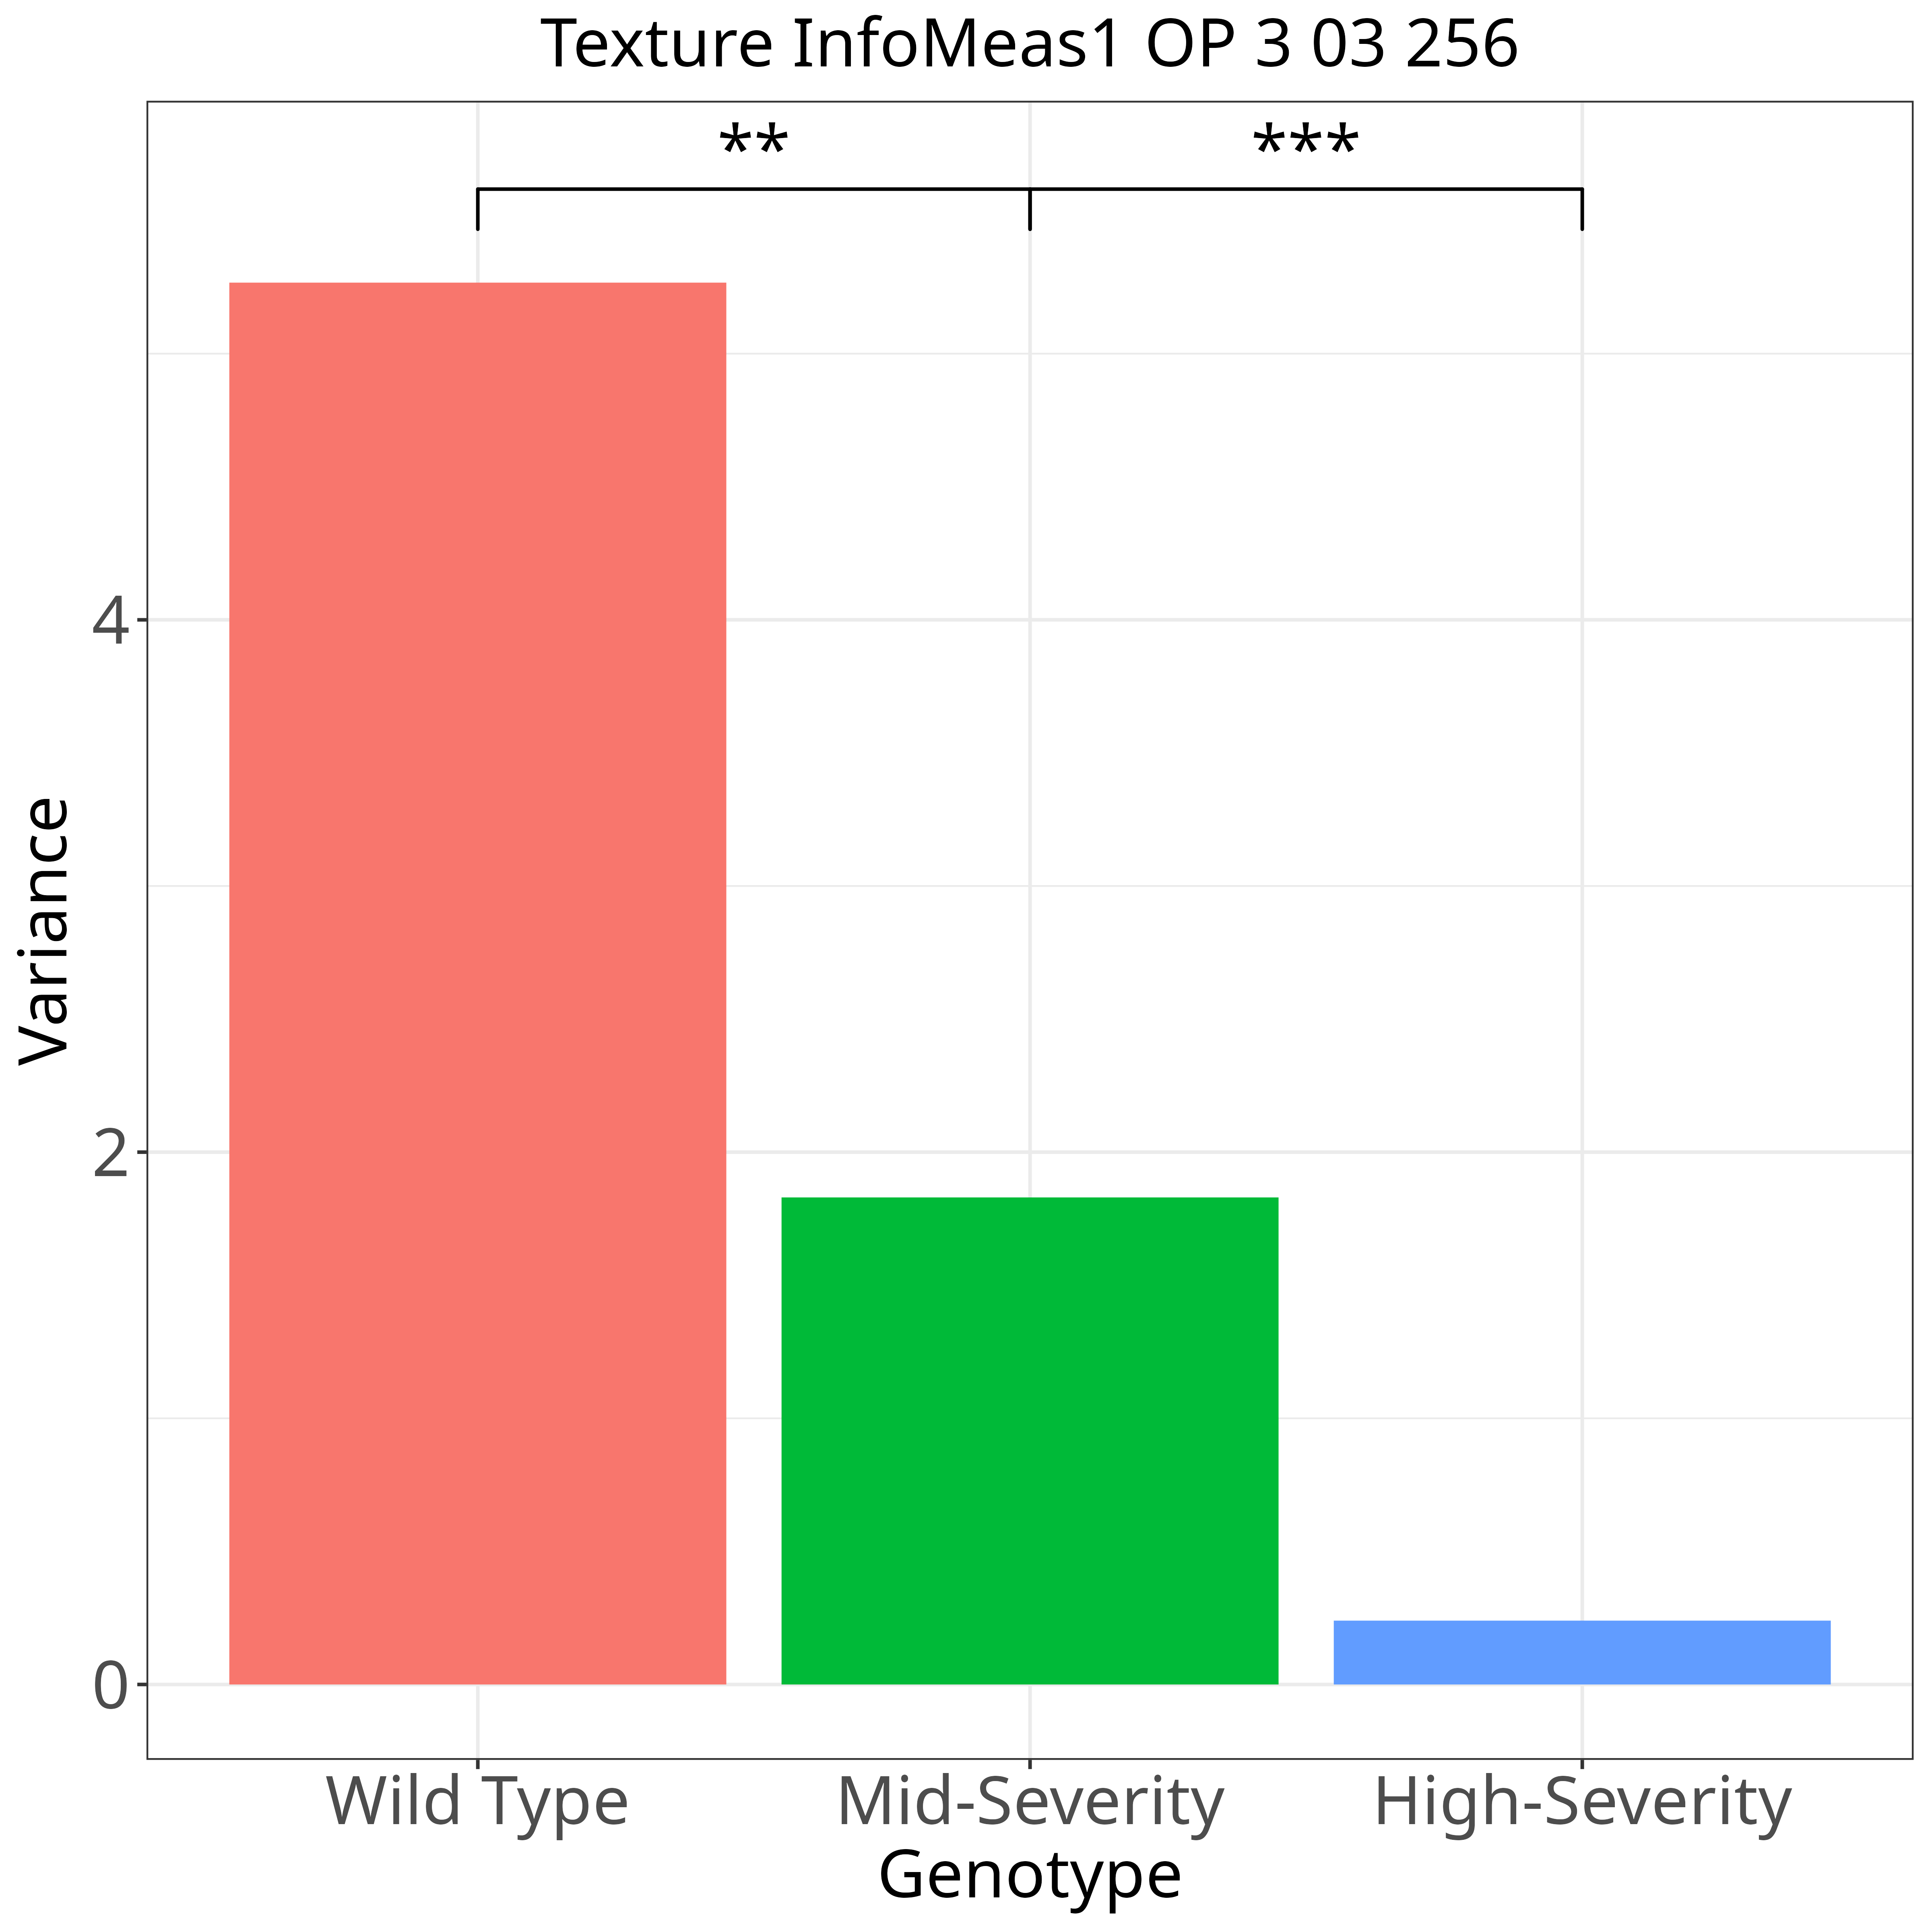 Texture InfoMeas1 OP 3 03 256
** ***
4
2
0
Variance
Wild Type Mid-Severity High-Severity
Genotype